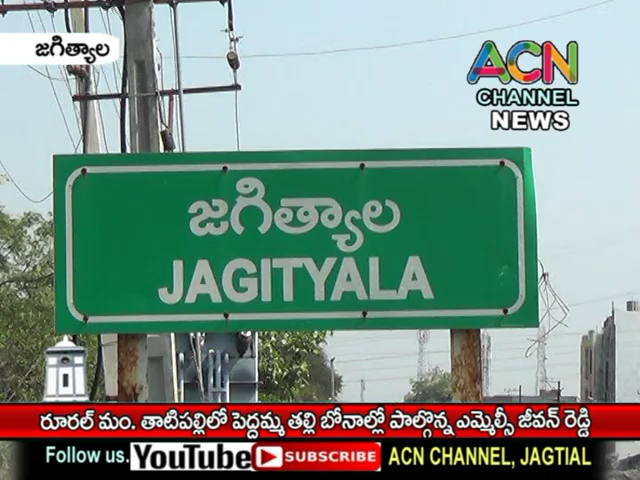 జగిత్యాల
ACN
CHANNEL
NEWS
జగిత్యాల
JAGITYALA
రూరల్ మం. తాటిపల్లిలో పెద్దమ్మ తల్లి బోనాల్లో పాల్గొన్న ఎమ్మెల్సీ జీవన్ రెడ్డి
Follow us. YouTube SUBSCRIBE ACN CHANNEL, JAGTIAL